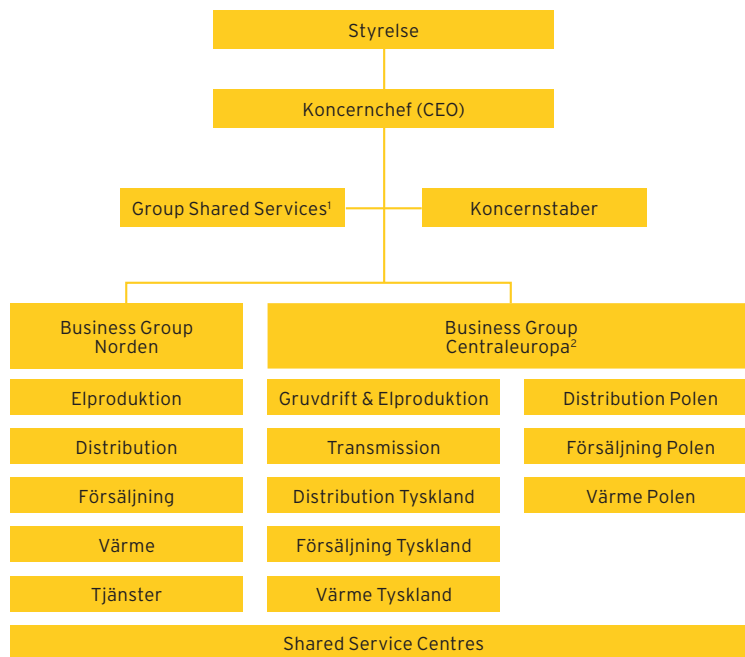 Styrelse
Koncernchef (CEO)
Group Shared Services¹
Koncernstaber
Business Group
Norden
Business Group
Centraleuropa²
Elproduktion
Gruvdrift & Elproduktion
Distribution Polen
Distribution
Transmission
Försäljning Polen
Försäljning
Distribution Tyskland
Värme Polen
Värme
Försäljning Tyskland
Tjänster
Värme Tyskland
Shared Service Centres